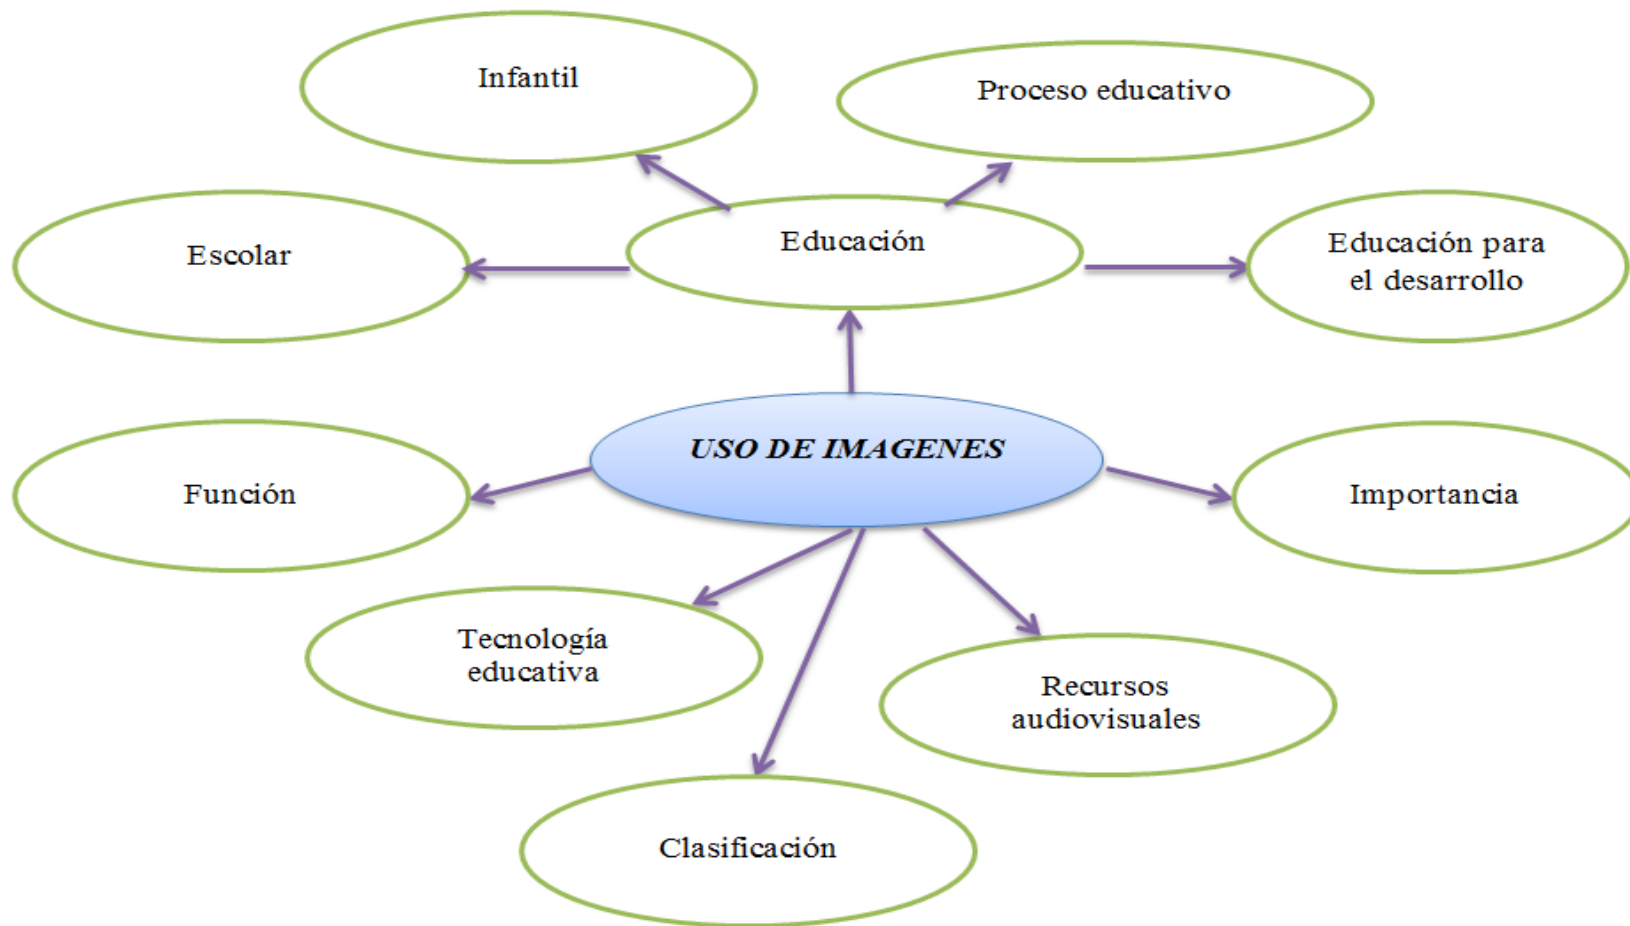 Infantil
Proceso educativo
Escolar
Educación
Educación para
el desarrollo
USO DE IMAGENES
Función
Importancia
Tecnología
educativa
Recursos
audiovisuales
Clasificación